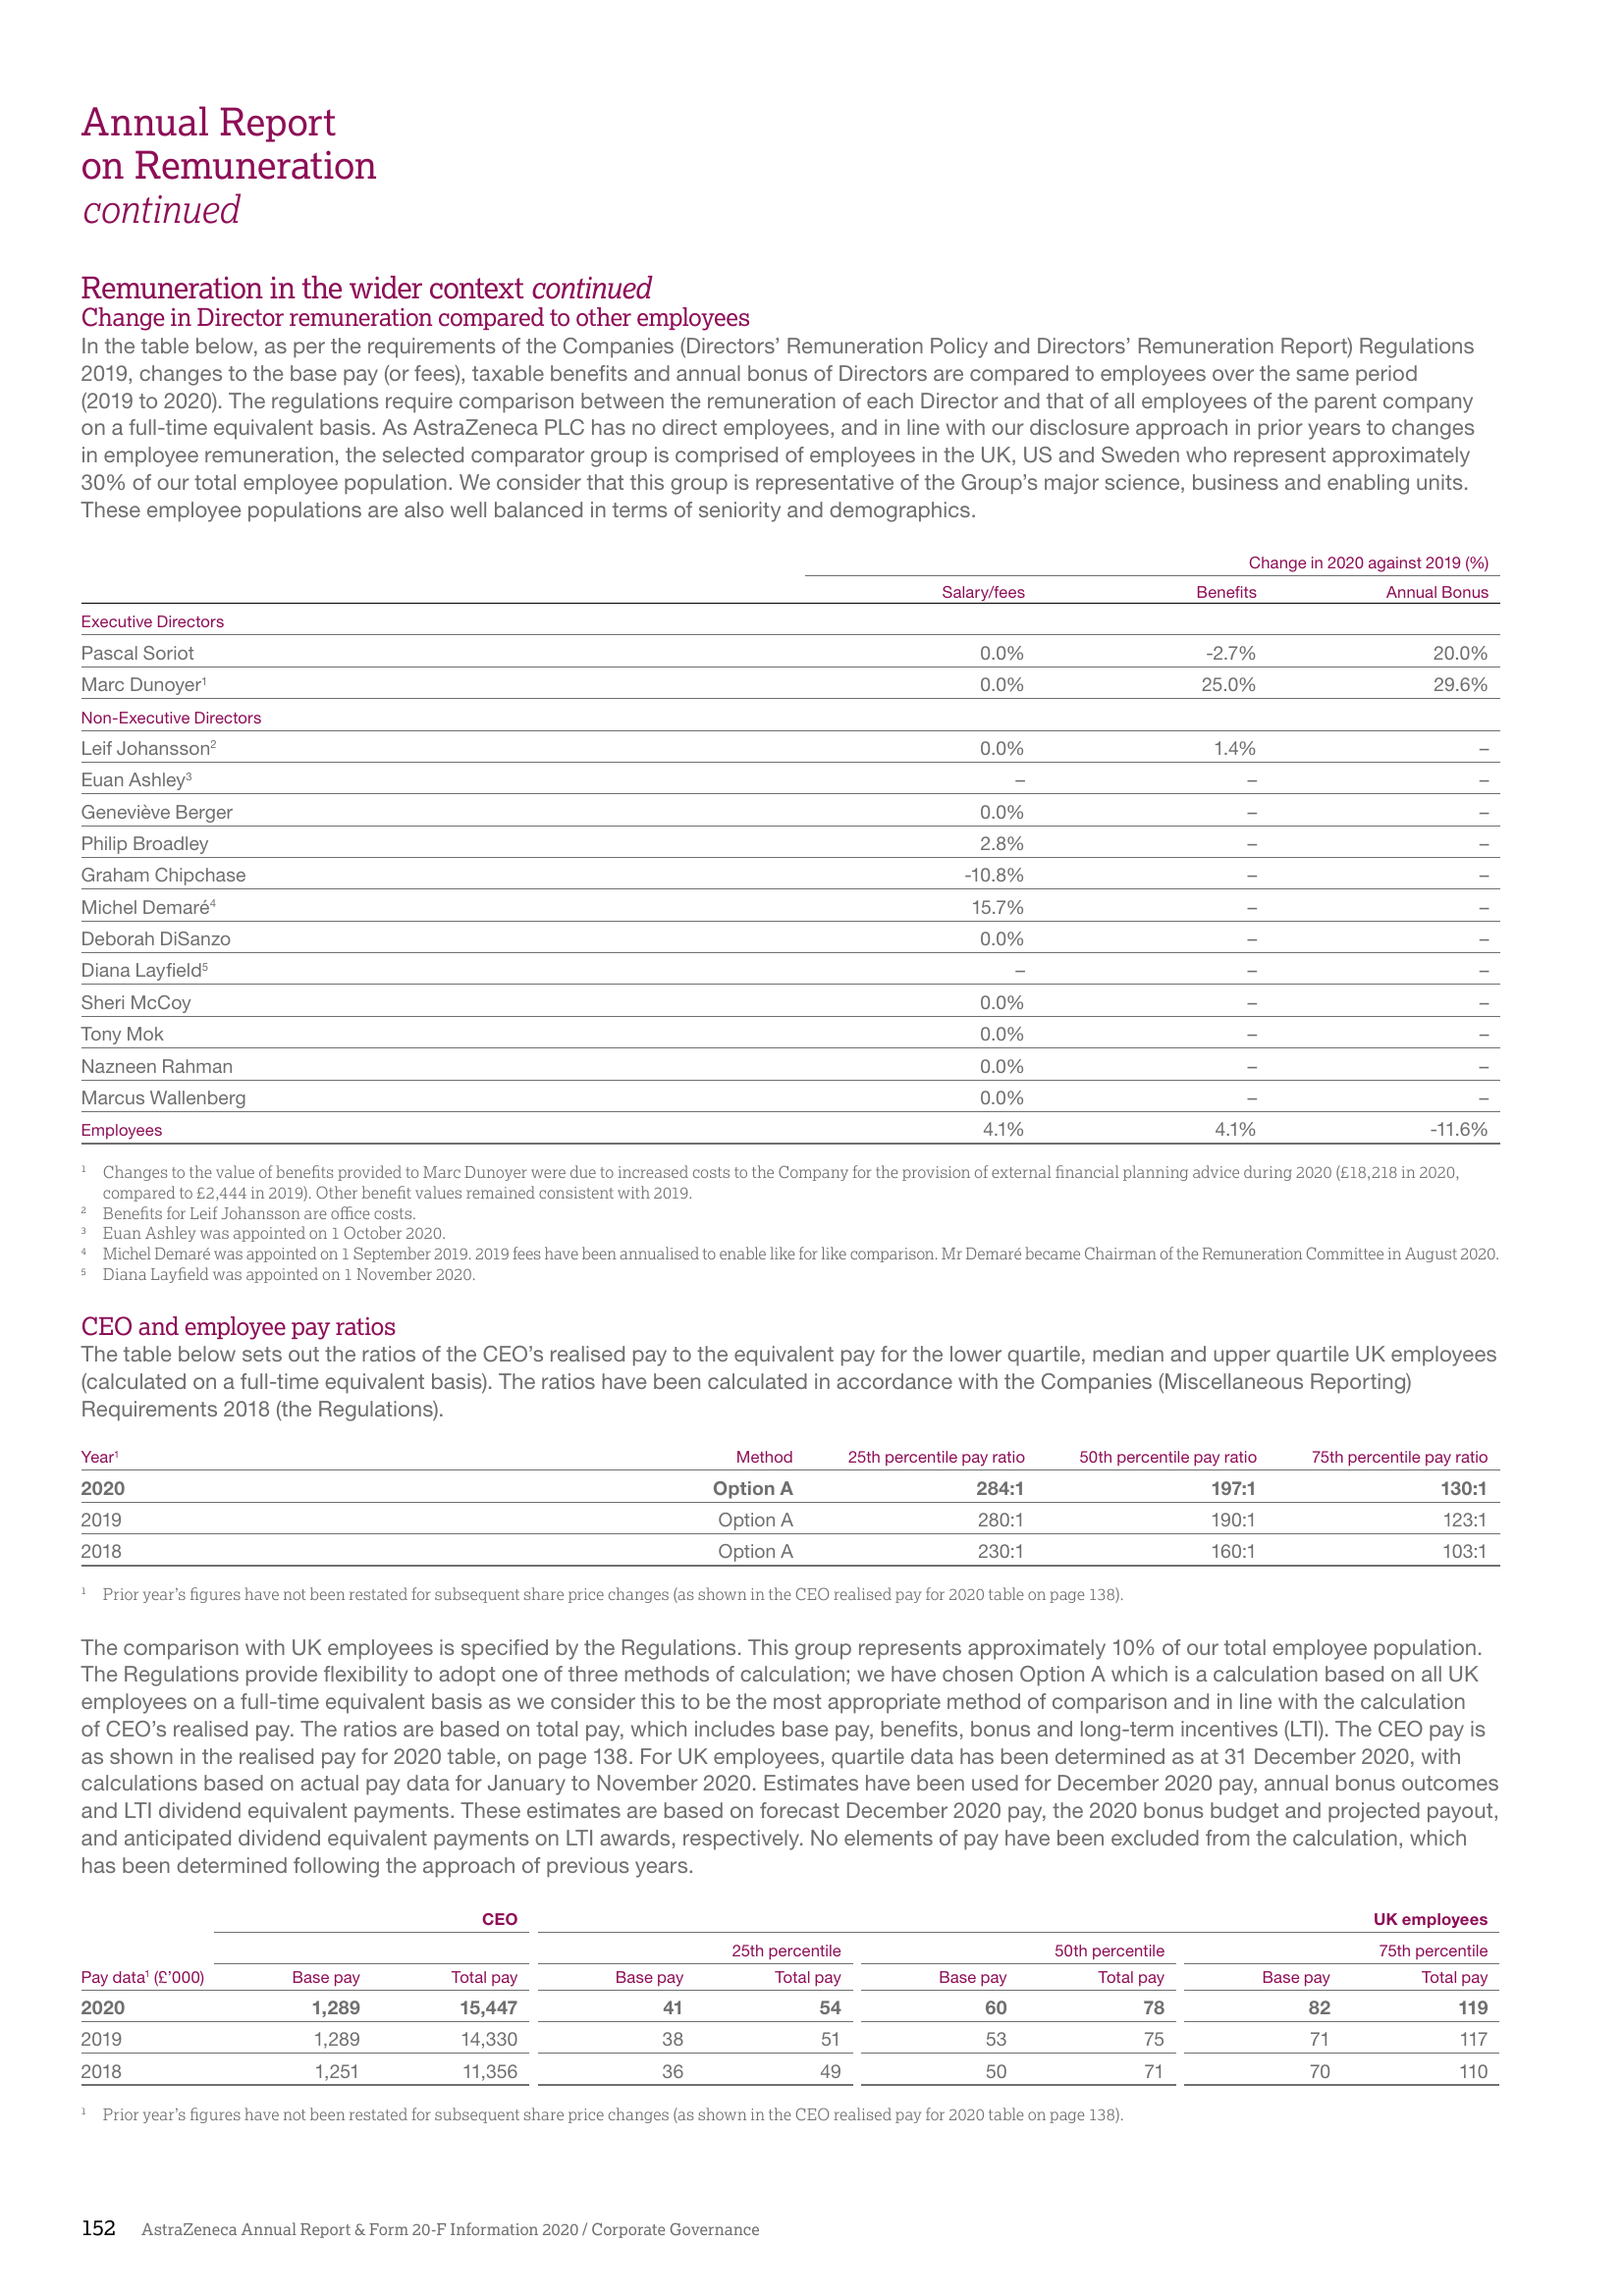 Annual Report
on Remuneration
continued
Remuneration in the wider context continued
Change in Director remuneration compared to other employees
In the table below, as per the requirements of the Companies (Directors’ Remuneration Policy and Directors’ Remuneration Report) Regulations
2019, changes to the base pay (or fees), taxable benefits and annual bonus of Directors are compared to employees over the same period
(2019 to 2020). The regulations require comparison between the remuneration of each Director and that of all employees of the parent company
on a full-time equivalent basis. As AstraZeneca PLC has no direct employees, and in line with our disclosure approach in prior years to changes
in employee remuneration, the selected comparator group is comprised of employees in the UK, US and Sweden who represent approximately
30% of our total employee population. We consider that this group is representative of the Group’s major science, business and enabling units.
These employee populations are also well balanced in terms of seniority and demographics.
Change in 2020 against 2019 (%)
Salary/fees Benefits Annual Bonus
Executive Directors
Pascal Soriot 0.0% -2.7% 20.0%
Marc Dunoyer¹ 0.0% 25.0% 29.6%
Non-Executive Directors
Leif Johansson² 0.0% 1.4% –
Euan Ashley³ – – –
Geneviève Berger 0.0% – –
Philip Broadley 2.8% – –
Graham Chipchase -10.8% – –
Michel Demaré⁴ 15.7% – –
Deborah DiSanzo 0.0% – –
Diana Layfield⁵ – – –
Sheri McCoy 0.0% – –
Tony Mok 0.0% – –
Nazneen Rahman 0.0% – –
Marcus Wallenberg 0.0% – –
Employees 4.1% 4.1% -11.6%
¹ Changes to the value of benefits provided to Marc Dunoyer were due to increased costs to the Company for the provision of external financial planning advice during 2020 (£18,218 in 2020,
compared to £2,444 in 2019). Other benefit values remained consistent with 2019.
² Benefits for Leif Johansson are office costs.
³ Euan Ashley was appointed on 1 October 2020.
⁴ Michel Demaré was appointed on 1 September 2019. 2019 fees have been annualised to enable like for like comparison. Mr Demaré became Chairman of the Remuneration Committee in August 2020.
⁵ Diana Layfield was appointed on 1 November 2020.
CEO and employee pay ratios
The table below sets out the ratios of the CEO’s realised pay to the equivalent pay for the lower quartile, median and upper quartile UK employees
(calculated on a full-time equivalent basis). The ratios have been calculated in accordance with the Companies (Miscellaneous Reporting)
Requirements 2018 (the Regulations).
Year¹ Method 25th percentile pay ratio 50th percentile pay ratio 75th percentile pay ratio
2020 Option A 284:1 197:1 130:1
2019 Option A 280:1 190:1 123:1
2018 Option A 230:1 160:1 103:1
¹ Prior year’s figures have not been restated for subsequent share price changes (as shown in the CEO realised pay for 2020 table on page 138).
The comparison with UK employees is specified by the Regulations. This group represents approximately 10% of our total employee population.
The Regulations provide flexibility to adopt one of three methods of calculation; we have chosen Option A which is a calculation based on all UK
employees on a full-time equivalent basis as we consider this to be the most appropriate method of comparison and in line with the calculation
of CEO’s realised pay. The ratios are based on total pay, which includes base pay, benefits, bonus and long-term incentives (LTI). The CEO pay is
as shown in the realised pay for 2020 table, on page 138. For UK employees, quartile data has been determined as at 31 December 2020, with
calculations based on actual pay data for January to November 2020. Estimates have been used for December 2020 pay, annual bonus outcomes
and LTI dividend equivalent payments. These estimates are based on forecast December 2020 pay, the 2020 bonus budget and projected payout,
and anticipated dividend equivalent payments on LTI awards, respectively. No elements of pay have been excluded from the calculation, which
has been determined following the approach of previous years.
CEO UK employees
25th percentile 50th percentile 75th percentile
Pay data¹ (£’000) Base pay Total pay Base pay Total pay Base pay Total pay Base pay Total pay
2020 1,289 15,447 41 54 60 78 82 119
2019 1,289 14,330 38 51 53 75 71 117
2018 1,251 11,356 36 49 50 71 70 110
¹ Prior year’s figures have not been restated for subsequent share price changes (as shown in the CEO realised pay for 2020 table on page 138).
152 AstraZeneca Annual Report & Form 20-F Information 2020 / Corporate Governance